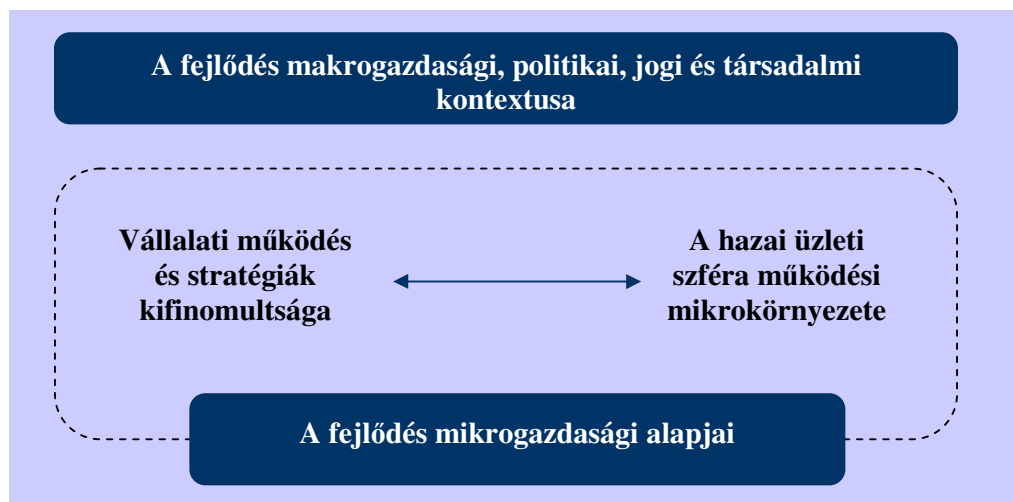 A fejlődés makrogazdasági, politikai, jogi és társadalmi
kontextusa
Vállalati működés
és stratégiák
kifinomultsága
A hazai üzleti
szféra működési
mikrokörnyezete
A fejlődés mikrogazdasági alapjai